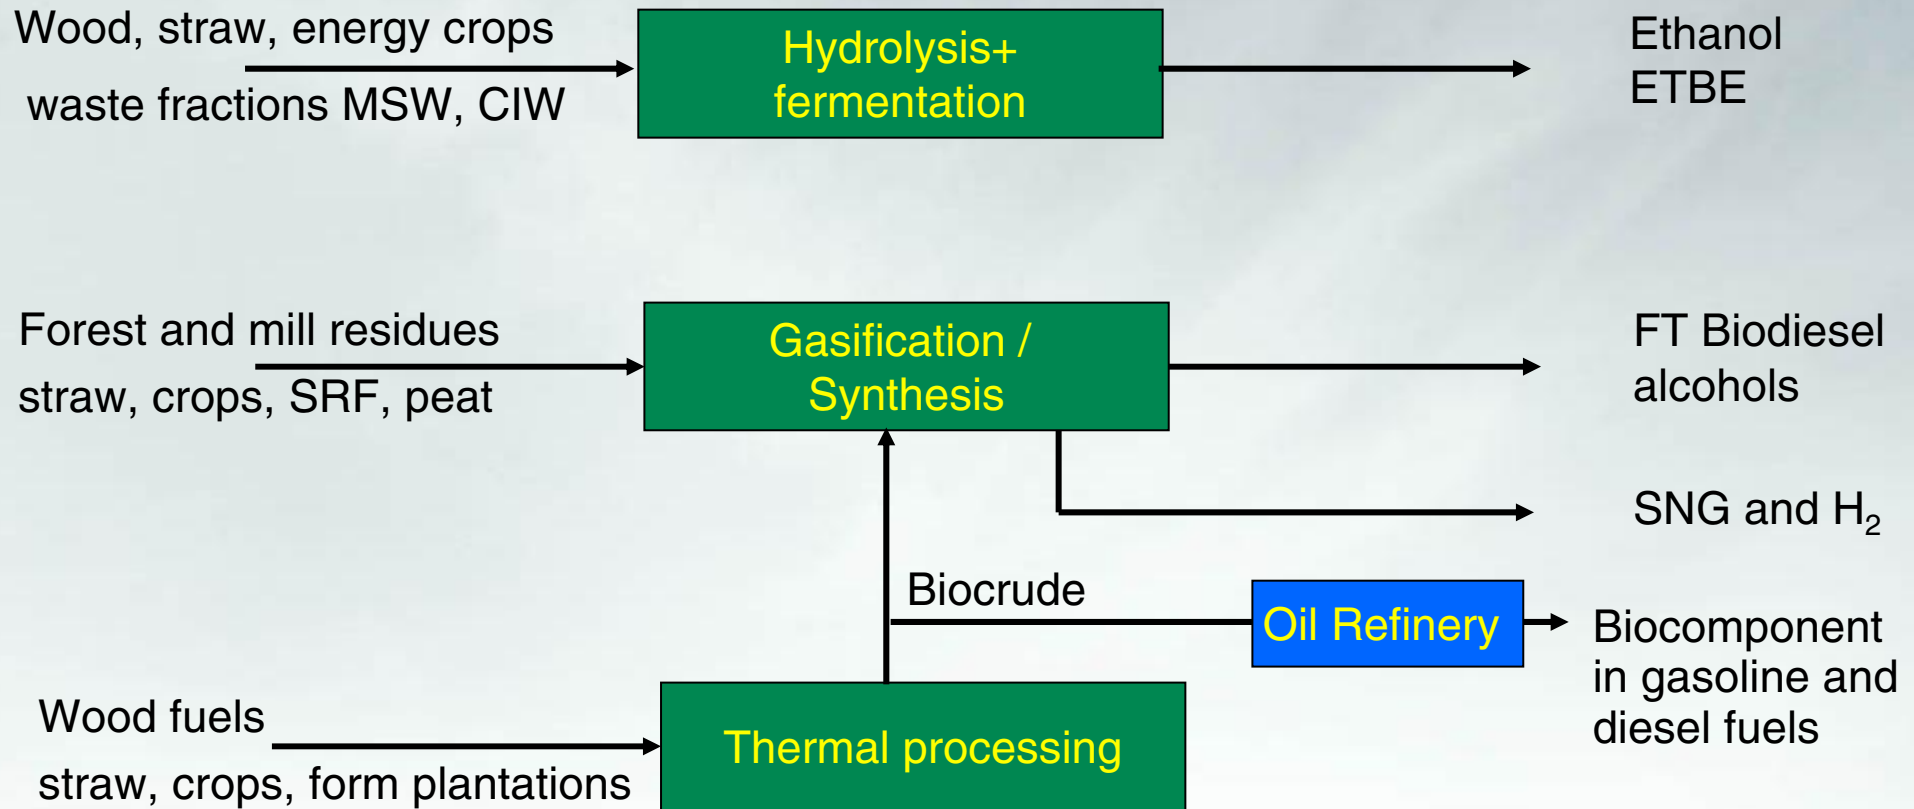 Wood, straw, energy crops
waste fractions MSW, CIW
Hydrolysis+
fermentation
Ethanol
ETBE
Forest and mill residues
straw, crops, SRF, peat
Gasification /
Synthesis
FT Biodiesel
alcohols
SNG and H₂
Biocrude
Oil Refinery
Biocomponent
in gasoline and
diesel fuels
Wood fuels
straw, crops, form plantations
Thermal processing